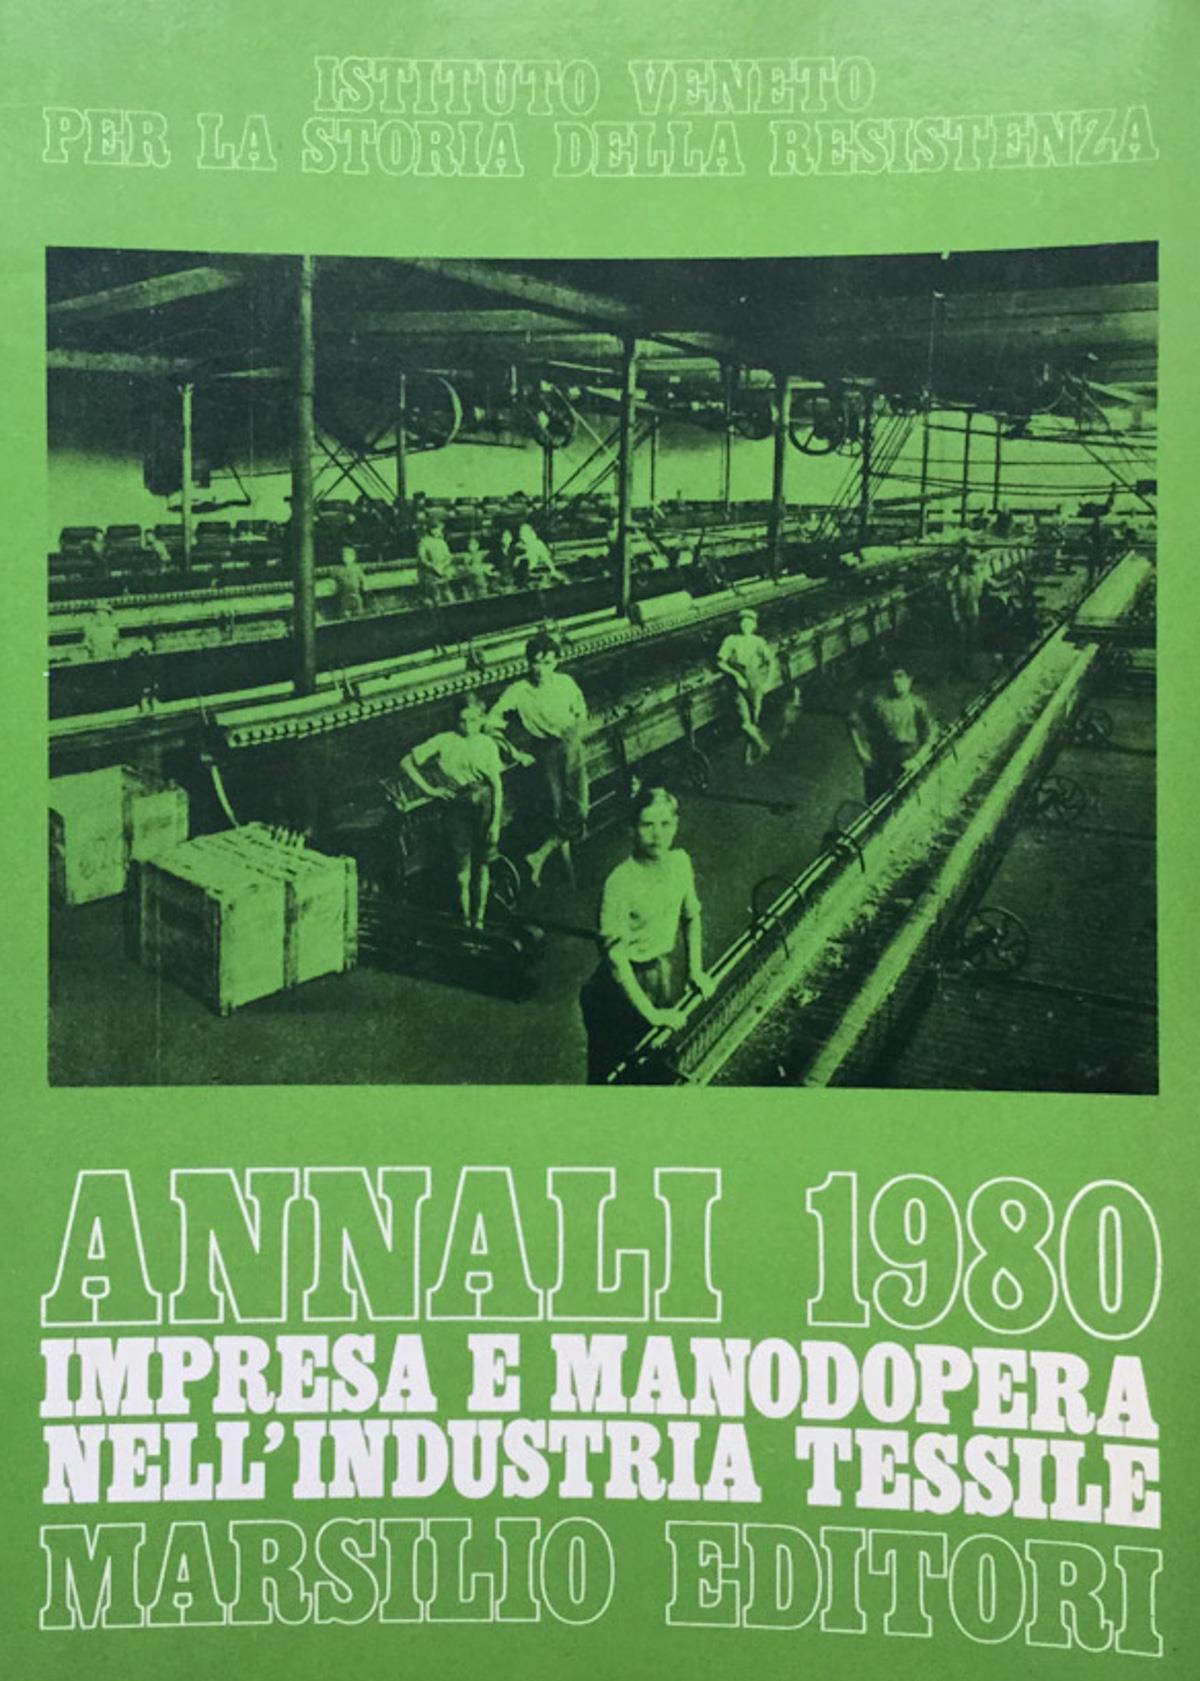 ISTITUTO VENETO
PER LA STORIA DELLA RESISTENZA
ANNALI 1980
IMPRESA E MANODOPERA
NELL'INDUSTRIA TESSILE
MARSILIO EDITORI